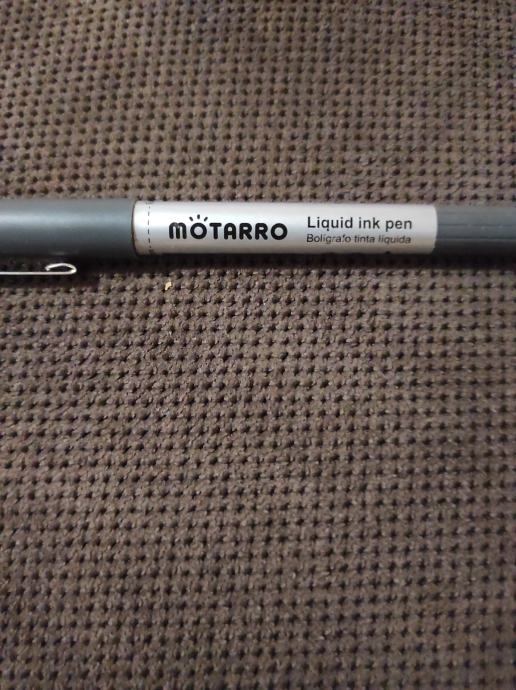 MOTARRO
Liquid ink pen
Bolígrafo tinta líquida